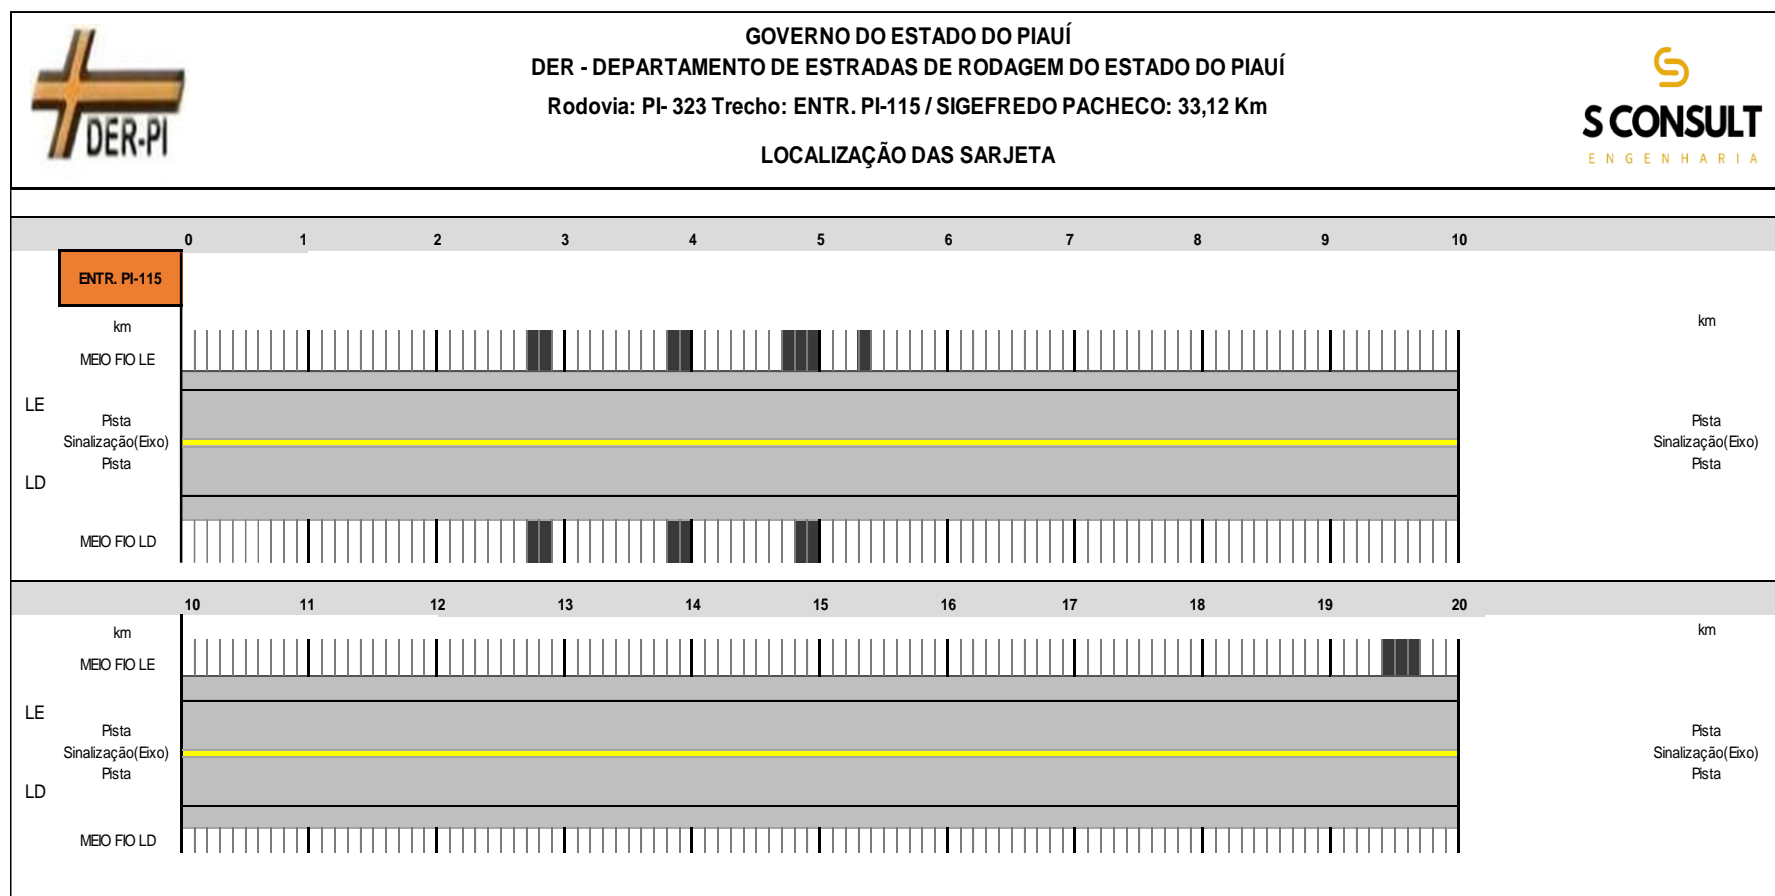 GOVERNO DO ESTADO DO PIAUÍ
DER - DEPARTAMENTO DE ESTRADAS DE RODAGEM DO ESTADO DO PIAUÍ
Rodovia: PI- 323 Trecho: ENTR. PI-115 / SIGEFREDO PACHECO: 33,12 Km
LOCALIZAÇÃO DAS SARJETA
DER-PI
S CONSULT
ENGENHARIA
0 1 2 3 4 5 6 7 8 9 10
ENTR. PI-115
km km
MEIO FIO LE
LE
Pista Pista
Sinalização(Eixo) Sinalização(Eixo)
Pista Pista
LD
MEIO FIO LD
10 11 12 13 14 15 16 17 18 19 20
km km
MEIO FIO LE
LE
Pista Pista
Sinalização(Eixo) Sinalização(Eixo)
Pista Pista
LD
MEIO FIO LD